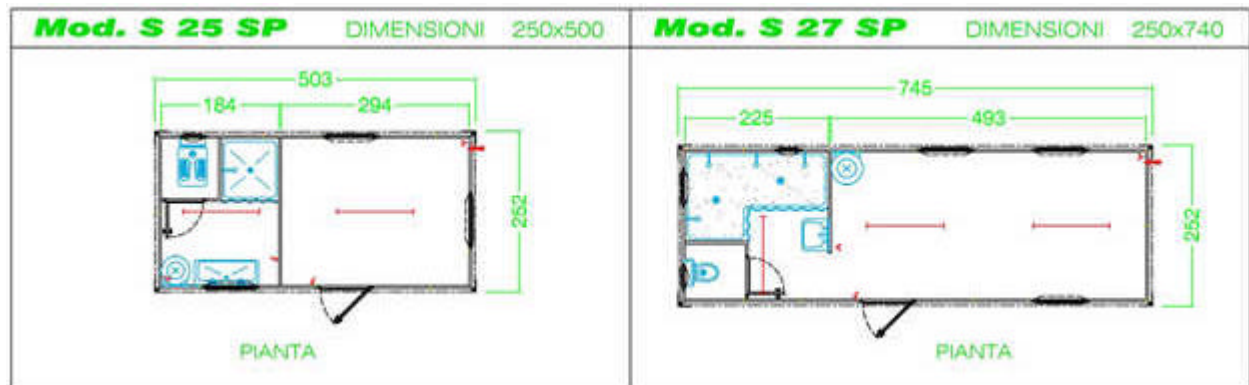 Mod. S 25 SP DIMENSIONI 250x500
503
184 294
252
PIANTA
Mod. S 27 SP DIMENSIONI 250x740
745
225 493
252
PIANTA